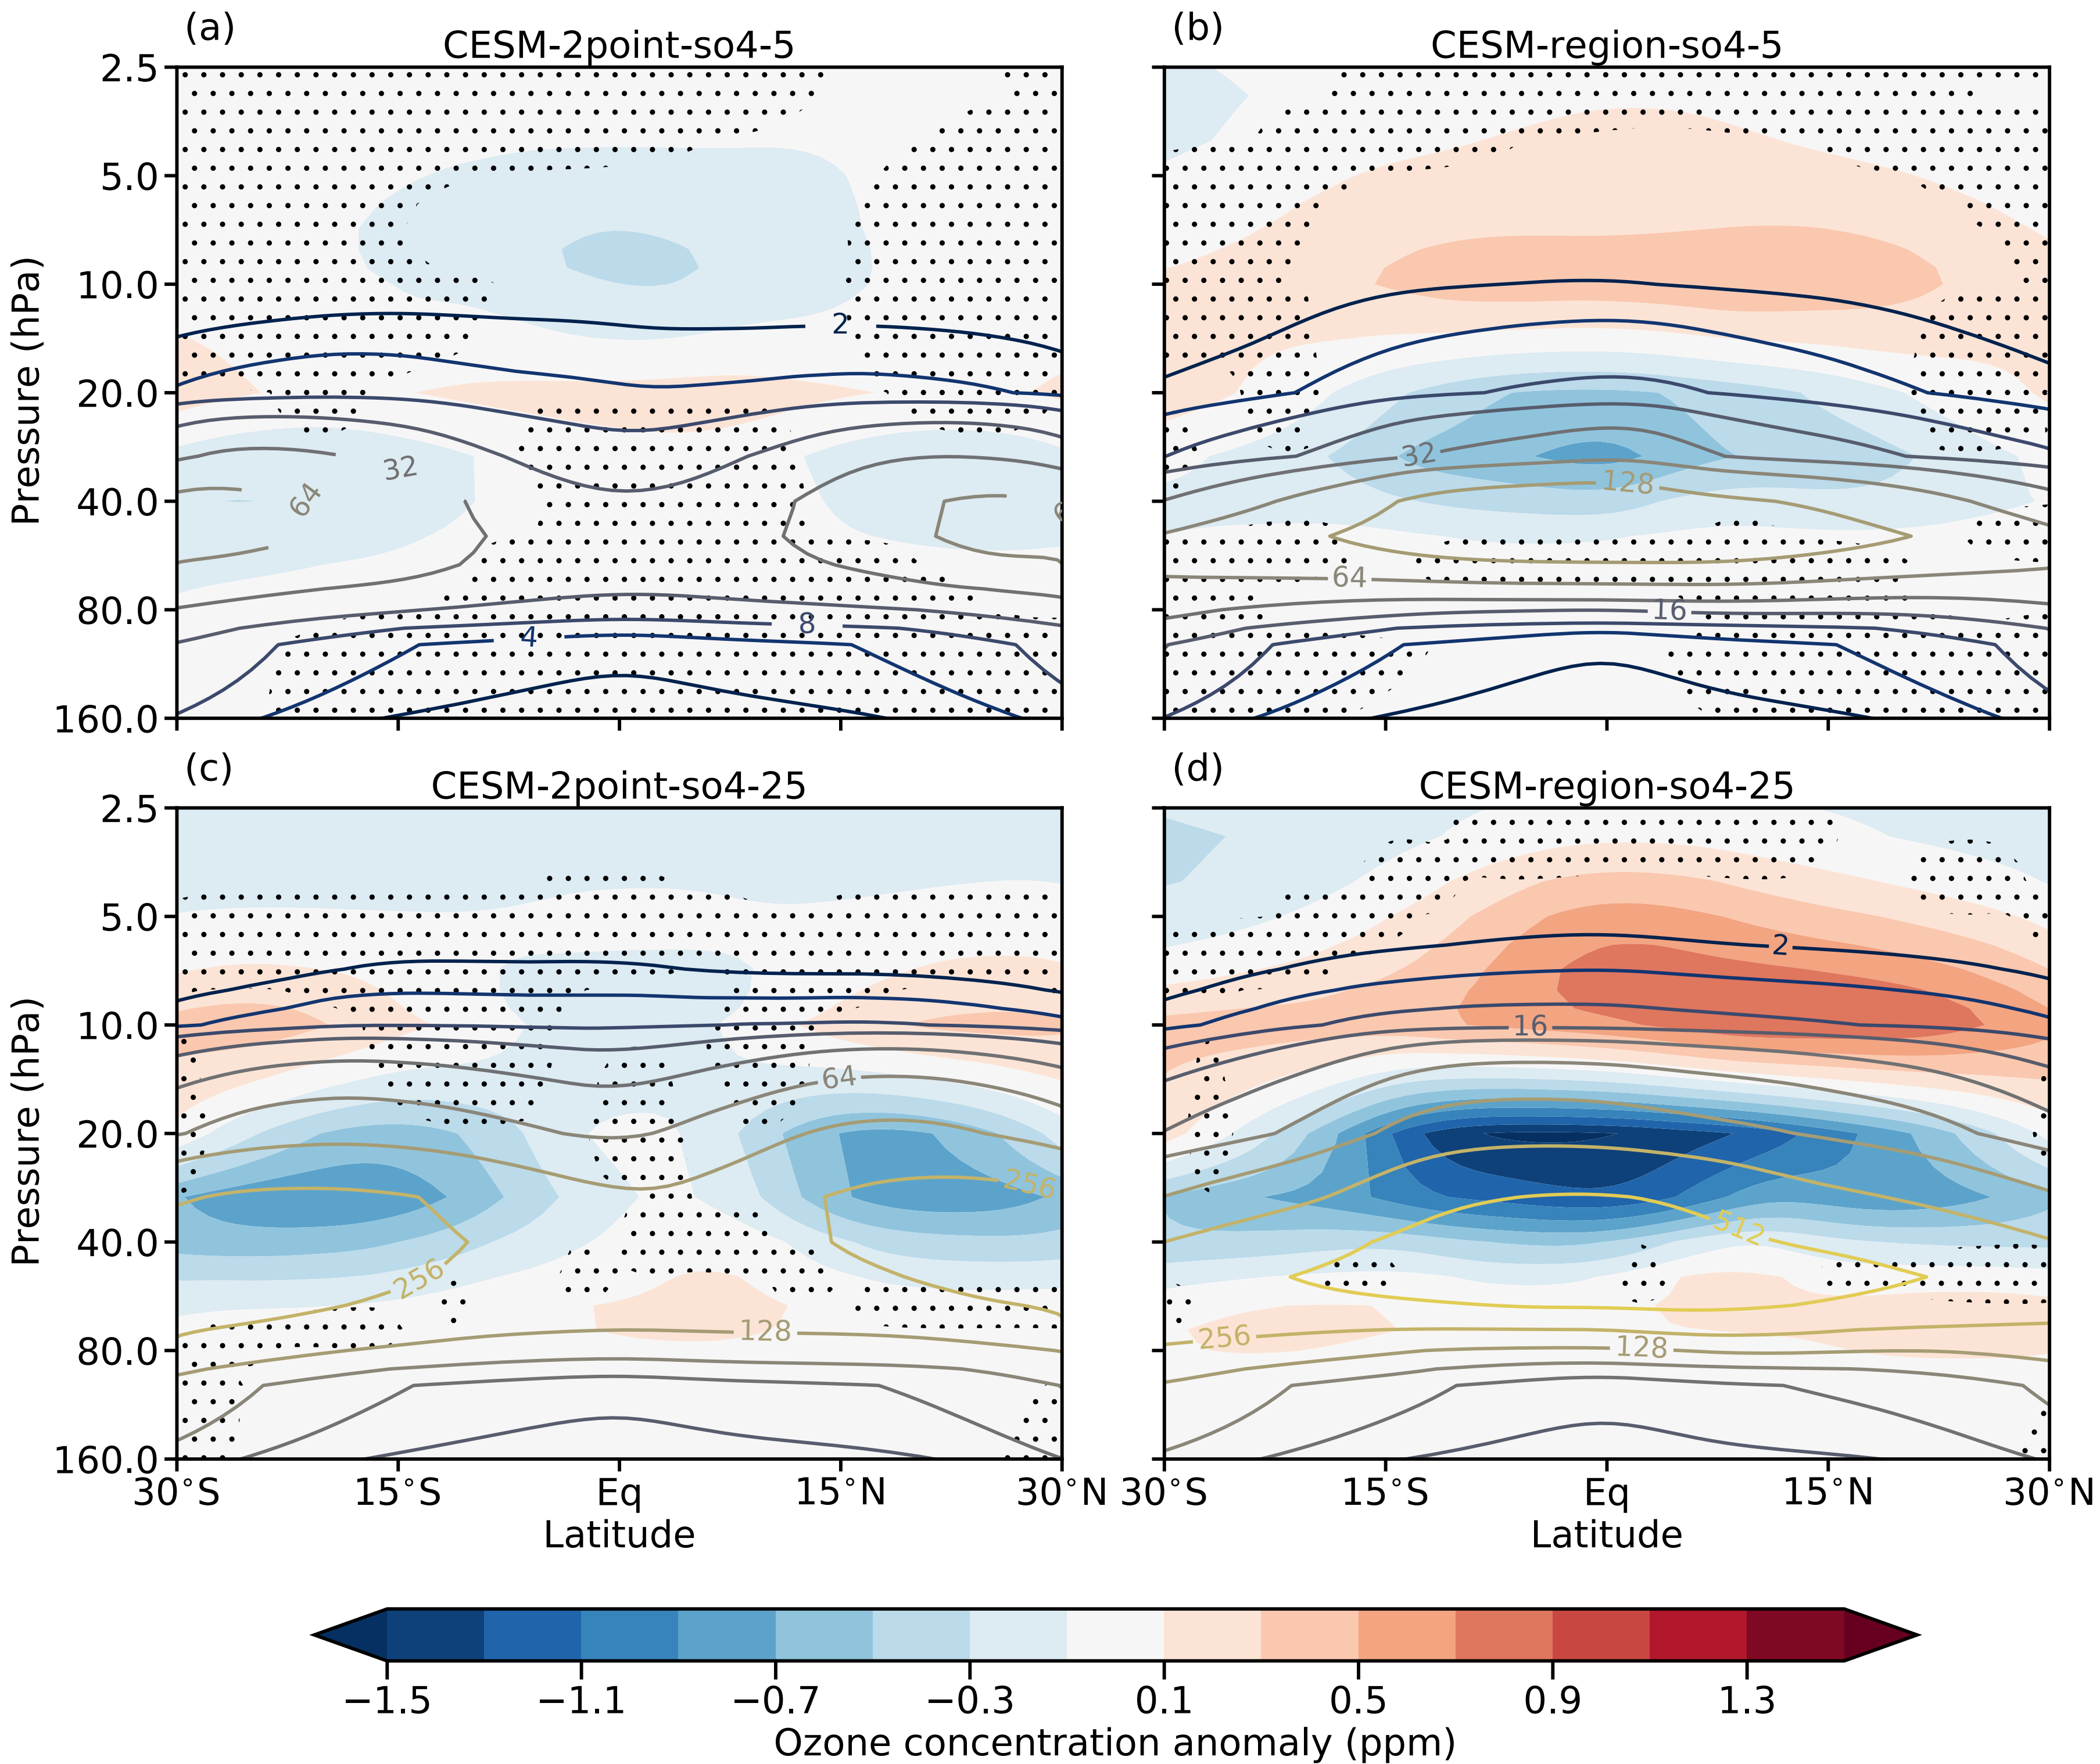 (a)
CESM-2point-so4-5
(b)
CESM-region-so4-5
2.5
5.0
10.0
20.0
40.0
80.0
160.0
Pressure (hPa)
2
32
64
8
4
32
128
64
16
(c)
CESM-2point-so4-25
(d)
CESM-region-so4-25
2.5
5.0
10.0
20.0
40.0
80.0
160.0
Pressure (hPa)
64
256
256
128
2
16
512
256
128
30°S 15°S Eq 15°N 30°N
30°S 15°S Eq 15°N 30°N
Latitude
Latitude
−1.5 −1.1 −0.7 −0.3 0.1 0.5 0.9 1.3
Ozone concentration anomaly (ppm)